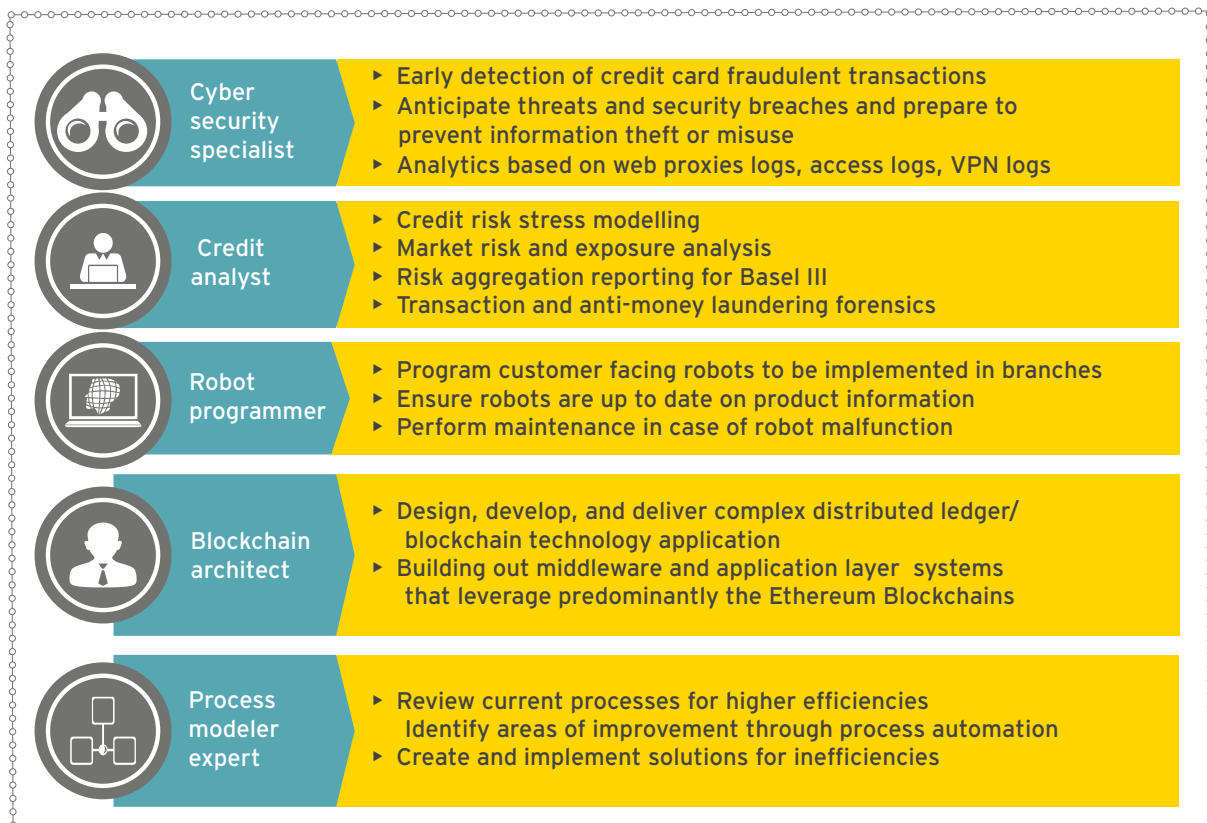 Cyber
security
specialist
▸ Early detection of credit card fraudulent transactions
▸ Anticipate threats and security breaches and prepare to
prevent information theft or misuse
▸ Analytics based on web proxies logs, access logs, VPN logs
Credit
analyst
▸ Credit risk stress modelling
▸ Market risk and exposure analysis
▸ Risk aggregation reporting for Basel III
▸ Transaction and anti-money laundering forensics
Robot
programmer
▸ Program customer facing robots to be implemented in branches
▸ Ensure robots are up to date on product information
▸ Perform maintenance in case of robot malfunction
Blockchain
architect
▸ Design, develop, and deliver complex distributed ledger/
blockchain technology application
▸ Building out middleware and application layer systems
that leverage predominantly the Ethereum Blockchains
Process
modeler
expert
▸ Review current processes for higher efficiencies
Identify areas of improvement through process automation
▸ Create and implement solutions for inefficiencies